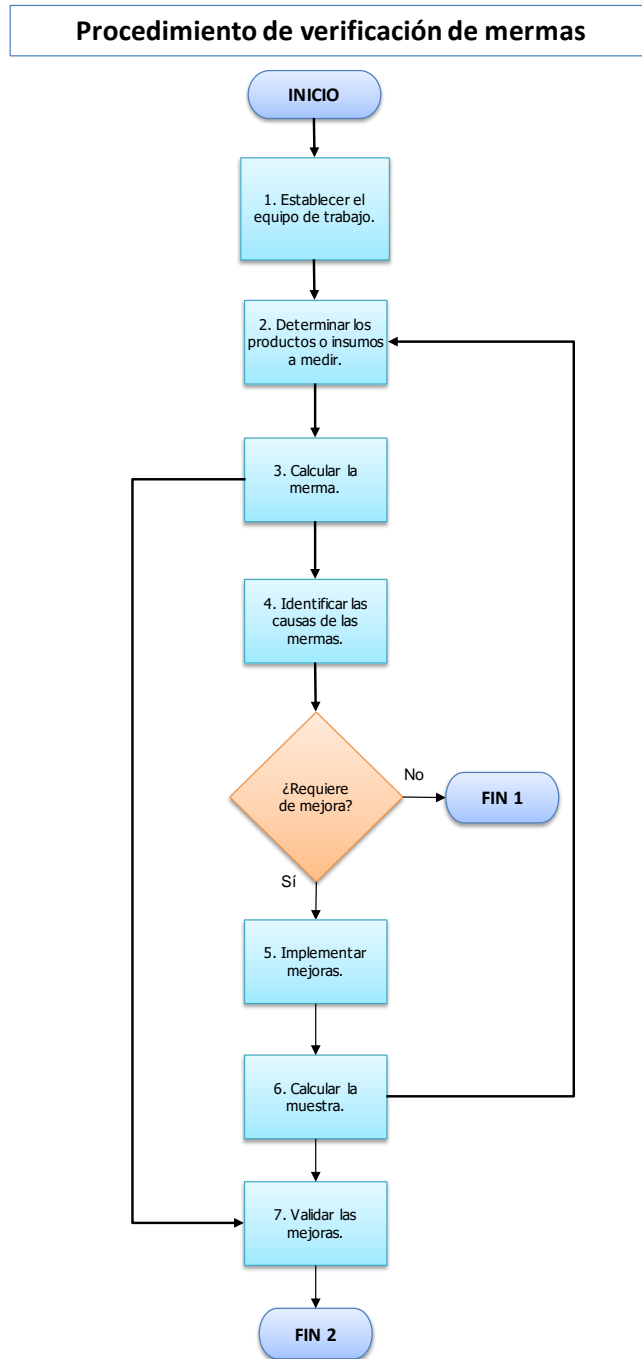 Procedimiento de verificación de mermas
INICIO
1. Establecer el
equipo de trabajo.
2. Determinar los
productos o insumos
a medir.
3. Calcular la
merma.
4. Identificar las
causas de las
mermas.
¿Requiere
de mejora?
No
FIN 1
Sí
5. Implementar
mejoras.
6. Calcular la
muestra.
7. Validar las
mejoras.
FIN 2